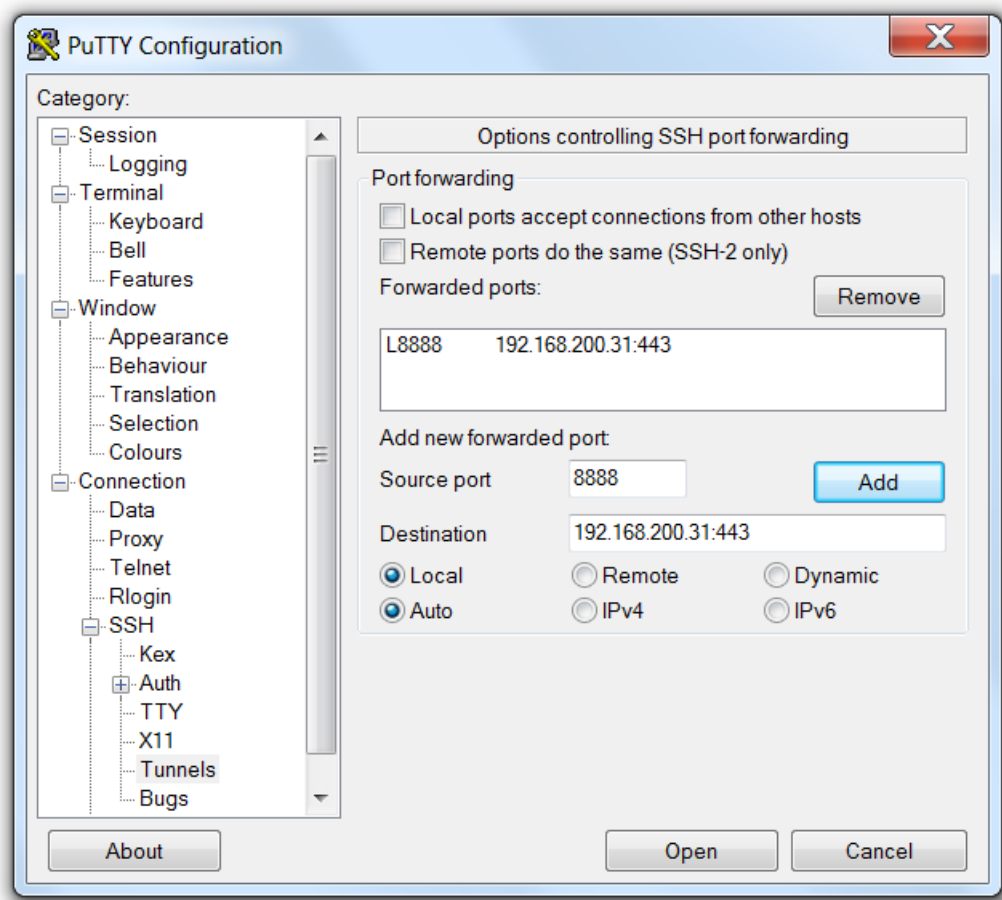 PuTTY Configuration
Category:
Session
Logging
Terminal
Keyboard
Bell
Features
Window
Appearance
Behaviour
Translation
Selection
Colours
Connection
Data
Proxy
Telnet
Rlogin
SSH
Kex
Auth
TTY
X11
Tunnels
Bugs
Options controlling SSH port forwarding
Port forwarding
Local ports accept connections from other hosts
Remote ports do the same (SSH-2 only)
Forwarded ports:
Remove
L8888 192.168.200.31:443
Add new forwarded port:
Source port 8888 Add
Destination 192.168.200.31:443
Local Remote Dynamic
Auto IPv4 IPv6
About Open Cancel